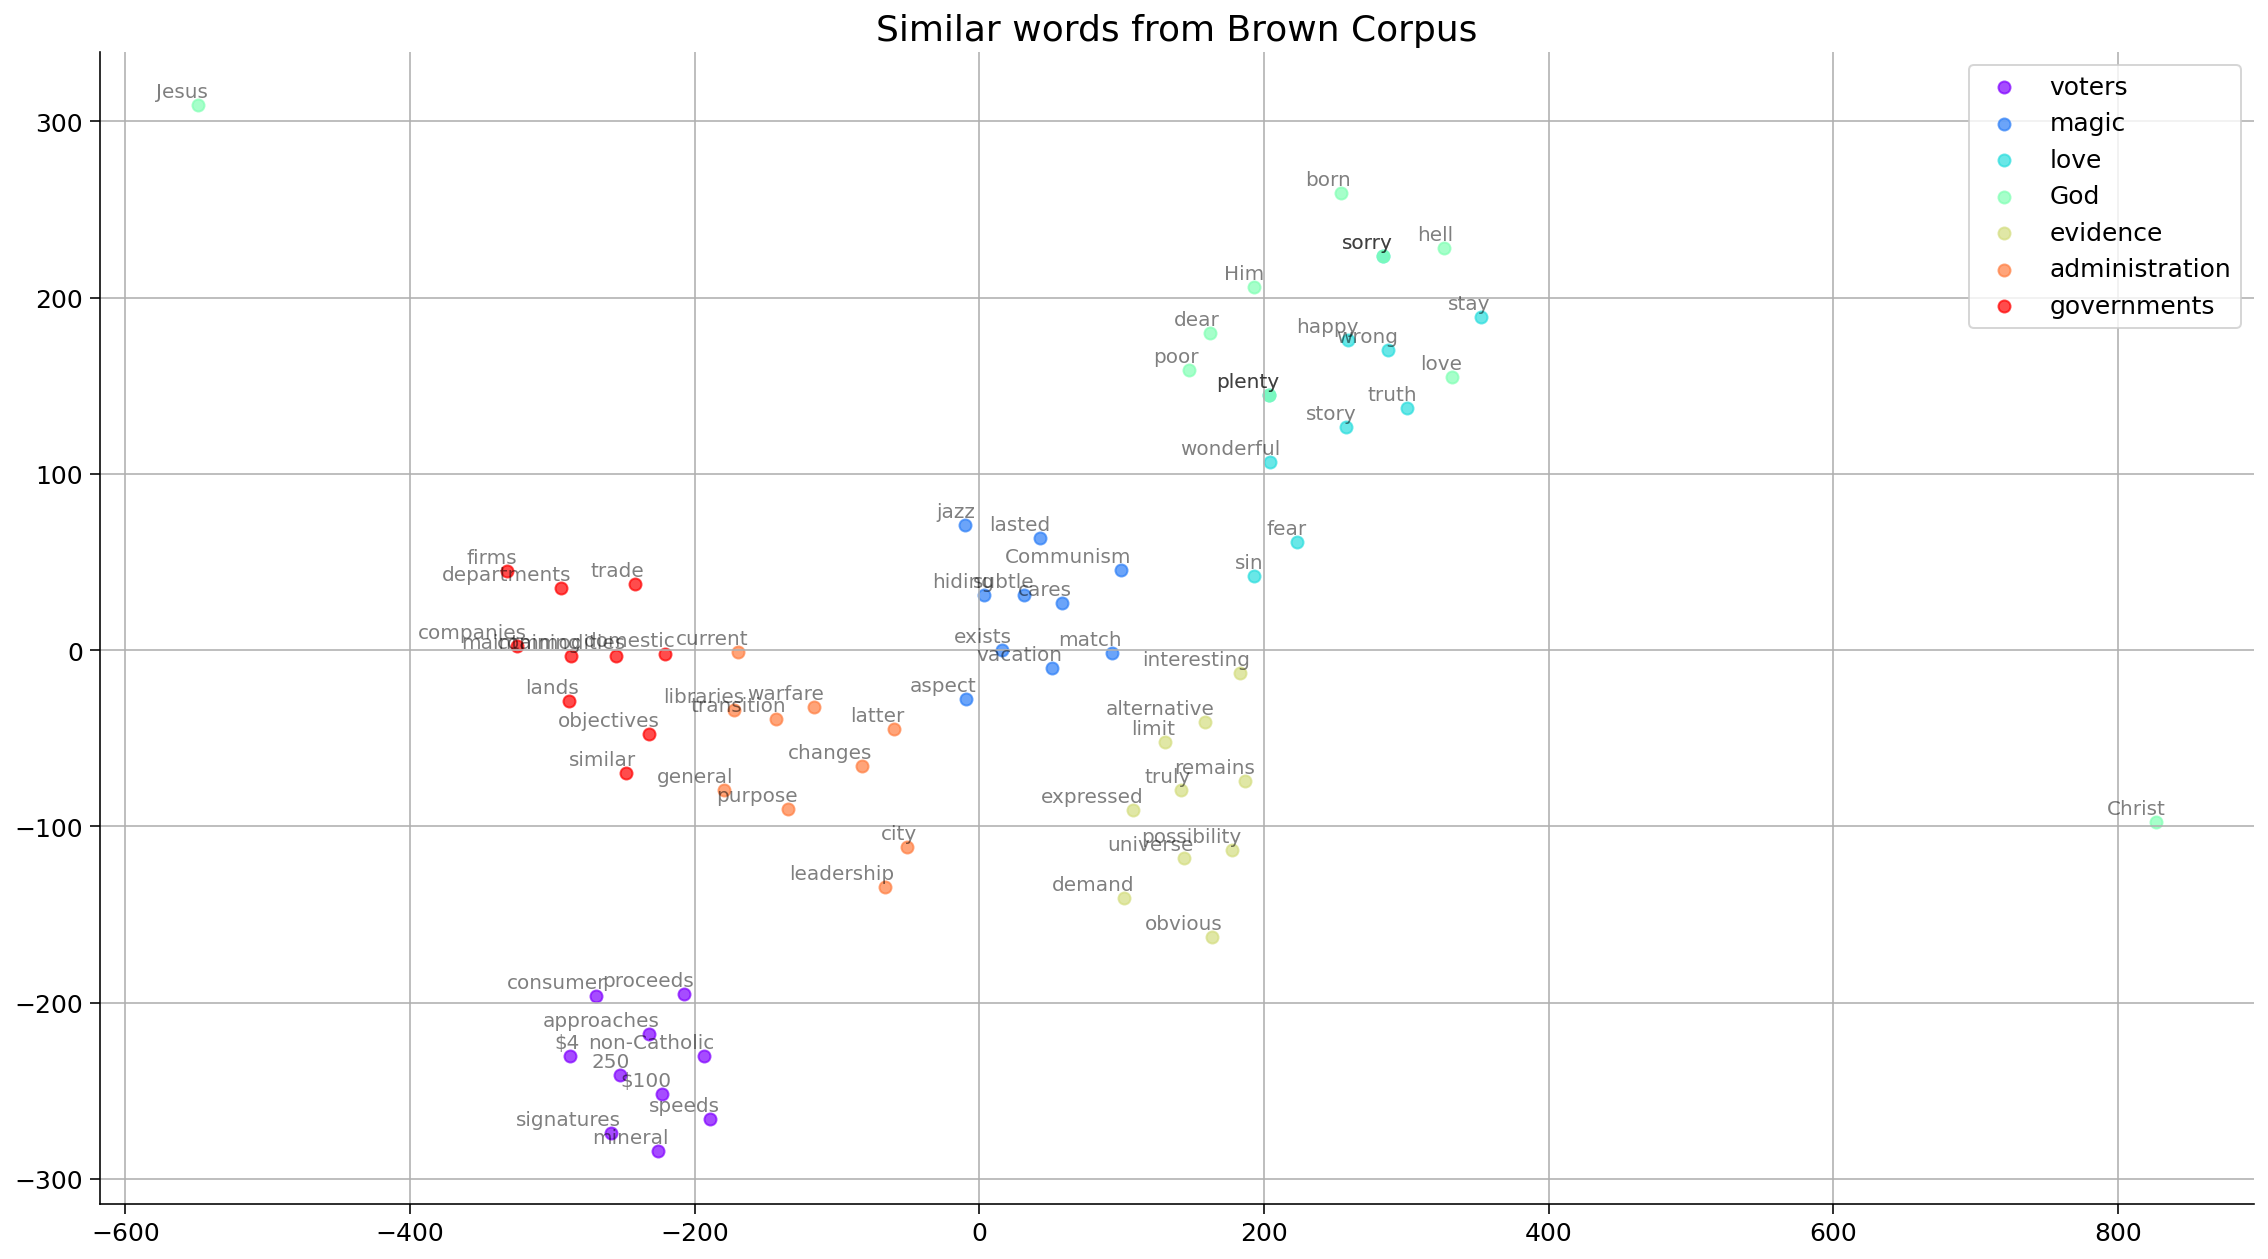 Similar words from Brown Corpus
voters
magic
love
God
evidence
administration
governments
Jesus
born
sorry
hell
Him
stay
dear
happy
wrong
poor
love
plenty
truth
story
wonderful
jazz
lasted
fear
Communism
sin
firms
departments
trade
hiding
subtle
cares
companies
maintaining
commodities
domestic
current
exists
match
vacation
interesting
lands
aspect
libraries
warfare
transition
alternative
objectives
latter
limit
similar
changes
remains
general
truly
purpose
expressed
Christ
city
possibility
universe
leadership
demand
obvious
consumer
proceeds
approaches
$4
non-Catholic
250
$100
speeds
signatures
mineral
300
200
100
0
−100
−200
−300
−600
−400
−200
0
200
400
600
800